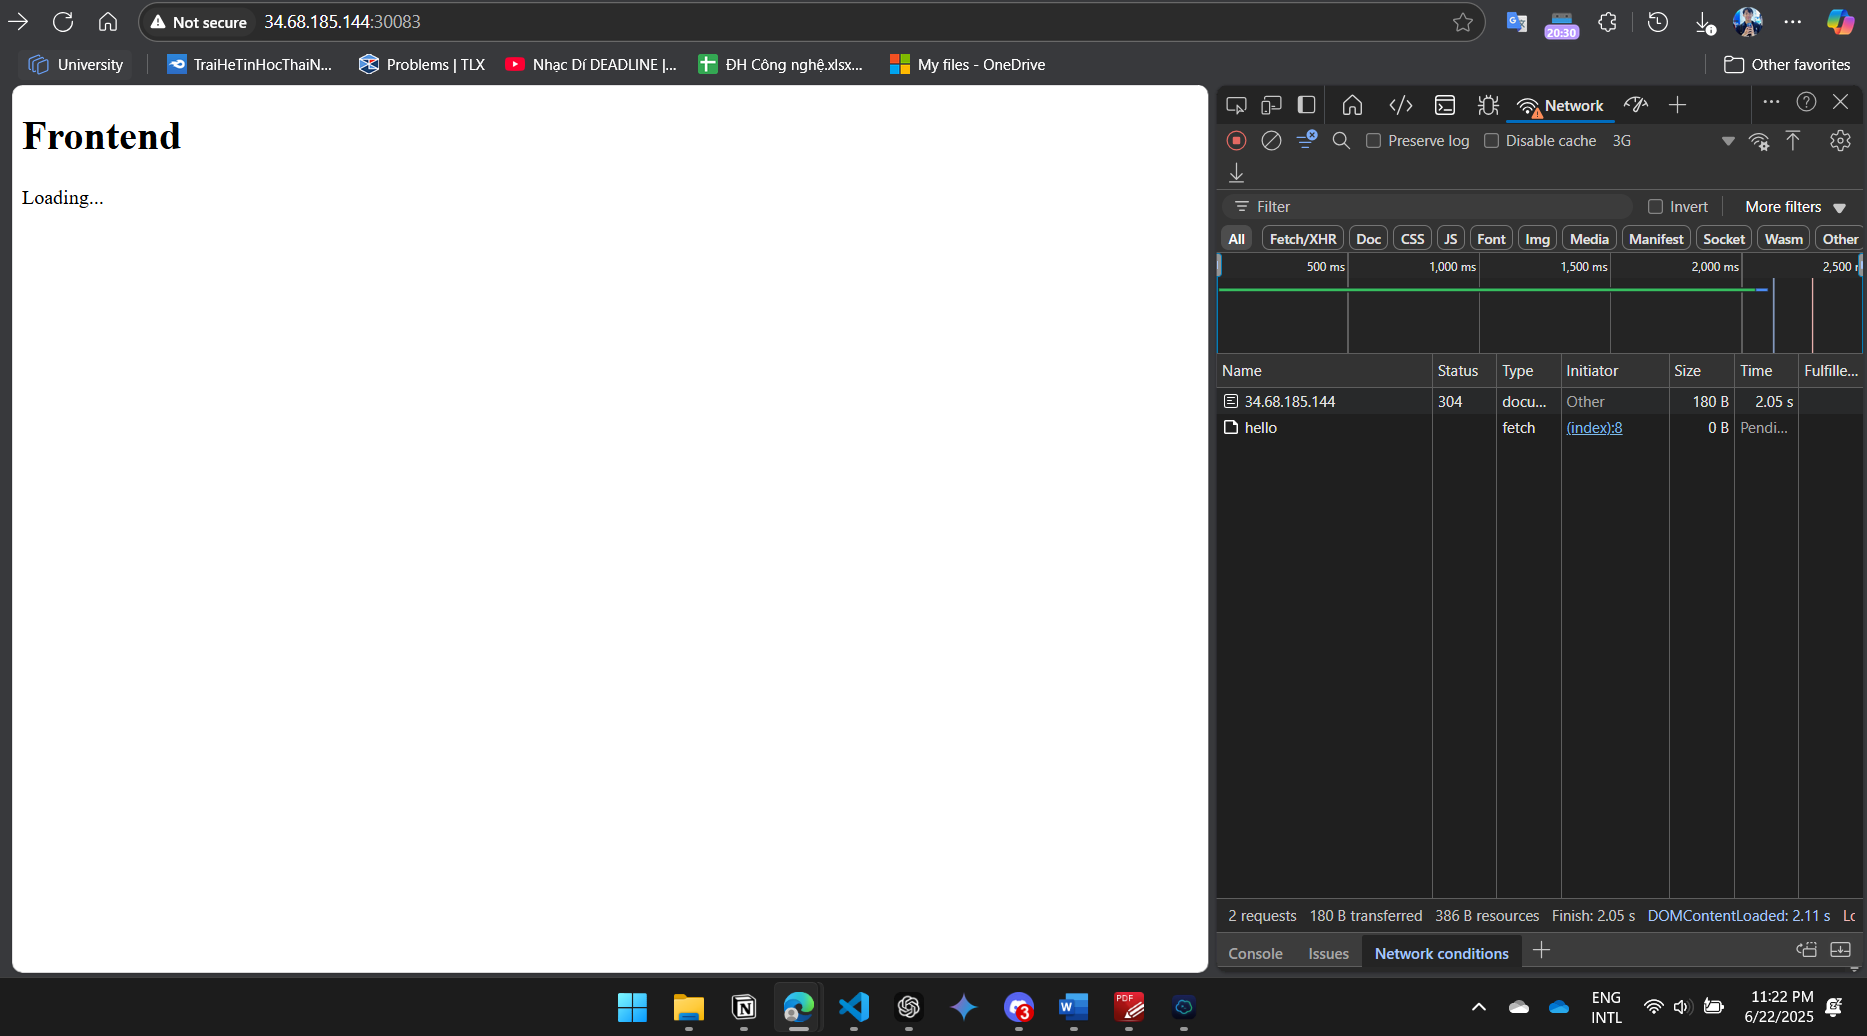 Not secure 34.68.185.144:30083
20:30
University TraiHeTinHocThaiN... Problems | TLX Nhạc Dí DEADLINE |... ĐH Công nghệ.xlsx... My files - OneDrive Other favorites
Frontend
Loading...
Network
Preserve log Disable cache 3G
Filter Invert More filters
All Fetch/XHR Doc CSS JS Font Img Media Manifest Socket Wasm Other
500 ms 1,000 ms 1,500 ms 2,000 ms 2,500
Name Status Type Initiator Size Time Fulfille...
34.68.185.144 304 docu... Other 180 B 2.05 s
hello fetch (index):8 0 B Pendi...
2 requests 180 B transferred 386 B resources Finish: 2.05 s DOMContentLoaded: 2.11 s Lo
Console Issues Network conditions
3
W
PDF
ENG
INTL
11:22 PM
6/22/2025